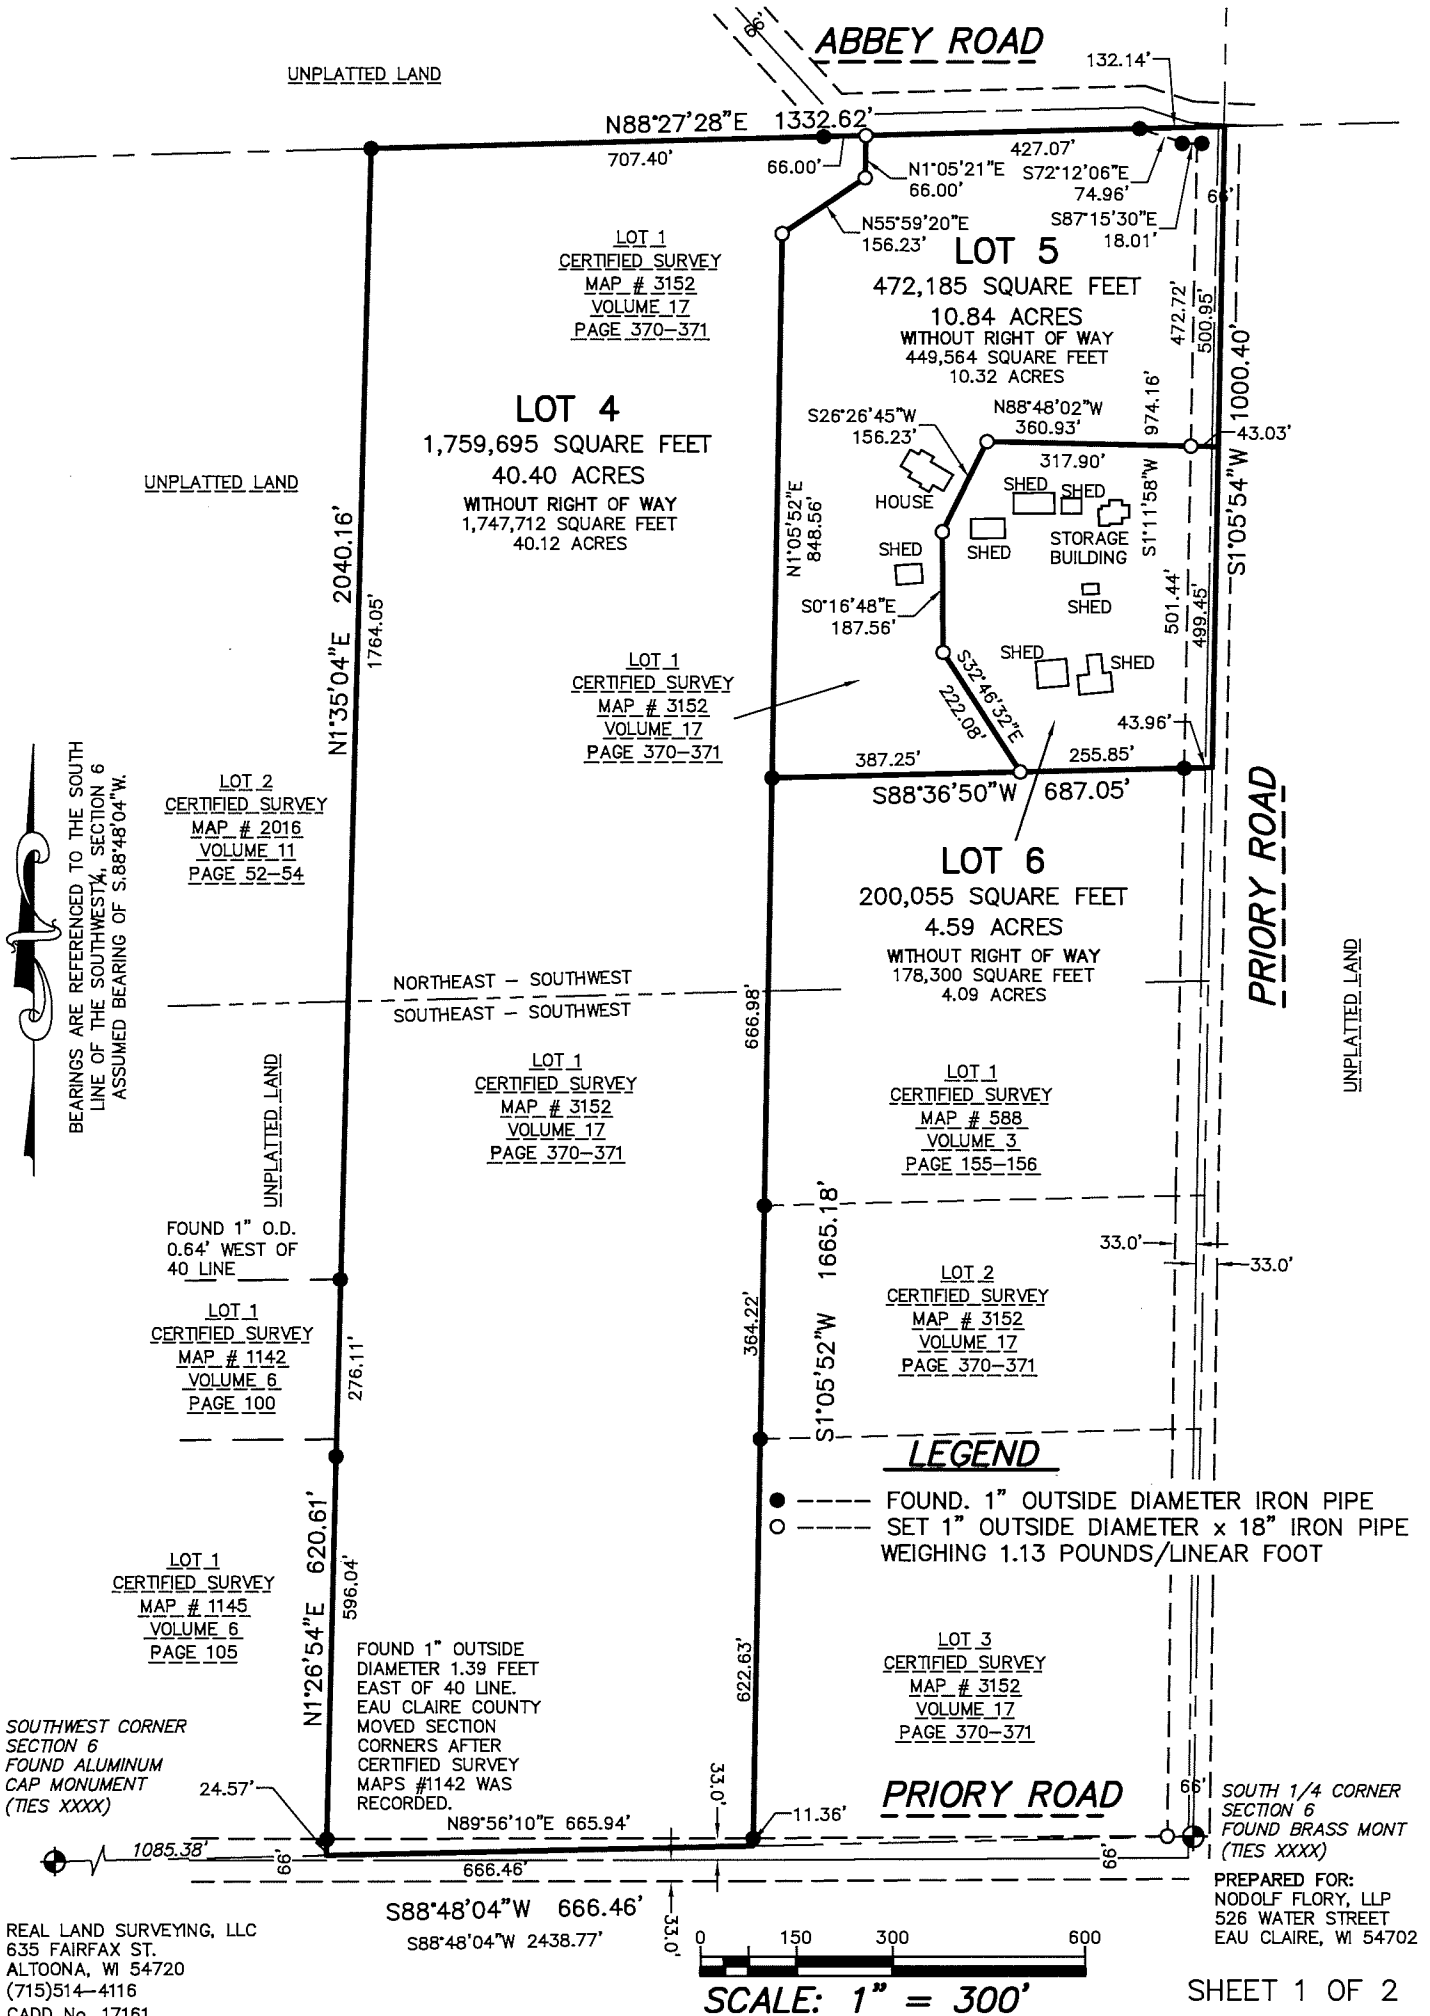 66'
ABBEY ROAD
132.14'
UNPLATTED LAND
N88°27'28"E 1332.62'
707.40'
66.00'
427.07'
N1°05'21"E
66.00'
S72°12'06"E
74.96'
66'
S87°15'30"E
18.01'
N55°59'20"E
156.23'
LOT 1
CERTIFIED SURVEY
MAP # 3152
VOLUME 17
PAGE 370-371
LOT 5
472,185 SQUARE FEET
10.84 ACRES
WITHOUT RIGHT OF WAY
449,564 SQUARE FEET
10.32 ACRES
472.72'
500.95'
S1°05'54"W 1000.40'
LOT 4
1,759,695 SQUARE FEET
40.40 ACRES
WITHOUT RIGHT OF WAY
1,747,712 SQUARE FEET
40.12 ACRES
S26°26'45"W
156.23'
N88°48'02"W
360.93'
S1°11'58"W 974.16'
43.03'
317.90'
UNPLATTED LAND
HOUSE
SHED
SHED
SHED
SHED
STORAGE
BUILDING
SHED
SHED
SHED
N1°05'52"E
848.56'
N1°35'04"E 2040.16'
1764.05'
S0°16'48"E
187.56'
501.44'
499.45'
S32°46'32"E
222.08'
LOT 1
CERTIFIED SURVEY
MAP # 3152
VOLUME 17
PAGE 370-371
43.96'
387.25'
255.85'
S88°36'50"W 687.05'
BEARINGS ARE REFERENCED TO THE SOUTH
LINE OF THE SOUTHWEST¼, SECTION 6
ASSUMED BEARING OF S.88°48'04"W.
LOT 2
CERTIFIED SURVEY
MAP # 2016
VOLUME 11
PAGE 52-54
PRIORY ROAD
LOT 6
200,055 SQUARE FEET
4.59 ACRES
WITHOUT RIGHT OF WAY
178,300 SQUARE FEET
4.09 ACRES
UNPLATTED LAND
NORTHEAST - SOUTHWEST
SOUTHEAST - SOUTHWEST
666.98'
UNPLATTED LAND
LOT 1
CERTIFIED SURVEY
MAP # 3152
VOLUME 17
PAGE 370-371
LOT 1
CERTIFIED SURVEY
MAP # 588
VOLUME 3
PAGE 155-156
FOUND 1" O.D.
0.64' WEST OF
40 LINE
33.0'
33.0'
S1°05'52"W 1665.18'
364.22'
LOT 2
CERTIFIED SURVEY
MAP # 3152
VOLUME 17
PAGE 370-371
LOT 1
CERTIFIED SURVEY
MAP # 1142
VOLUME 6
PAGE 100
276.11'
LEGEND
FOUND. 1" OUTSIDE DIAMETER IRON PIPE
SET 1" OUTSIDE DIAMETER x 18" IRON PIPE
WEIGHING 1.13 POUNDS/LINEAR FOOT
LOT 1
CERTIFIED SURVEY
MAP # 1145
VOLUME 6
PAGE 105
N1°26'54"E 620.61'
596.04'
FOUND 1" OUTSIDE
DIAMETER 1.39 FEET
EAST OF 40 LINE.
EAU CLAIRE COUNTY
MOVED SECTION
CORNERS AFTER
CERTIFIED SURVEY
MAPS #1142 WAS
RECORDED.
622.63'
LOT 3
CERTIFIED SURVEY
MAP # 3152
VOLUME 17
PAGE 370-371
SOUTHWEST CORNER
SECTION 6
FOUND ALUMINUM
CAP MONUMENT
(TIES XXXX)
24.57'
33.0'
11.36'
PRIORY ROAD
66'
SOUTH 1/4 CORNER
SECTION 6
FOUND BRASS MONT
(TIES XXXX)
N89°56'10"E 665.94'
1085.38'
66'
666.46'
66'
S88°48'04"W 666.46'
S88°48'04"W 2438.77'
33.0'
PREPARED FOR:
NODOLF FLORY, LLP
526 WATER STREET
EAU CLAIRE, WI 54702
REAL LAND SURVEYING, LLC
635 FAIRFAX ST.
ALTOONA, WI 54720
(715)514-4116
CADD No. 17161
0 150 300 600
SCALE: 1" = 300'
SHEET 1 OF 2